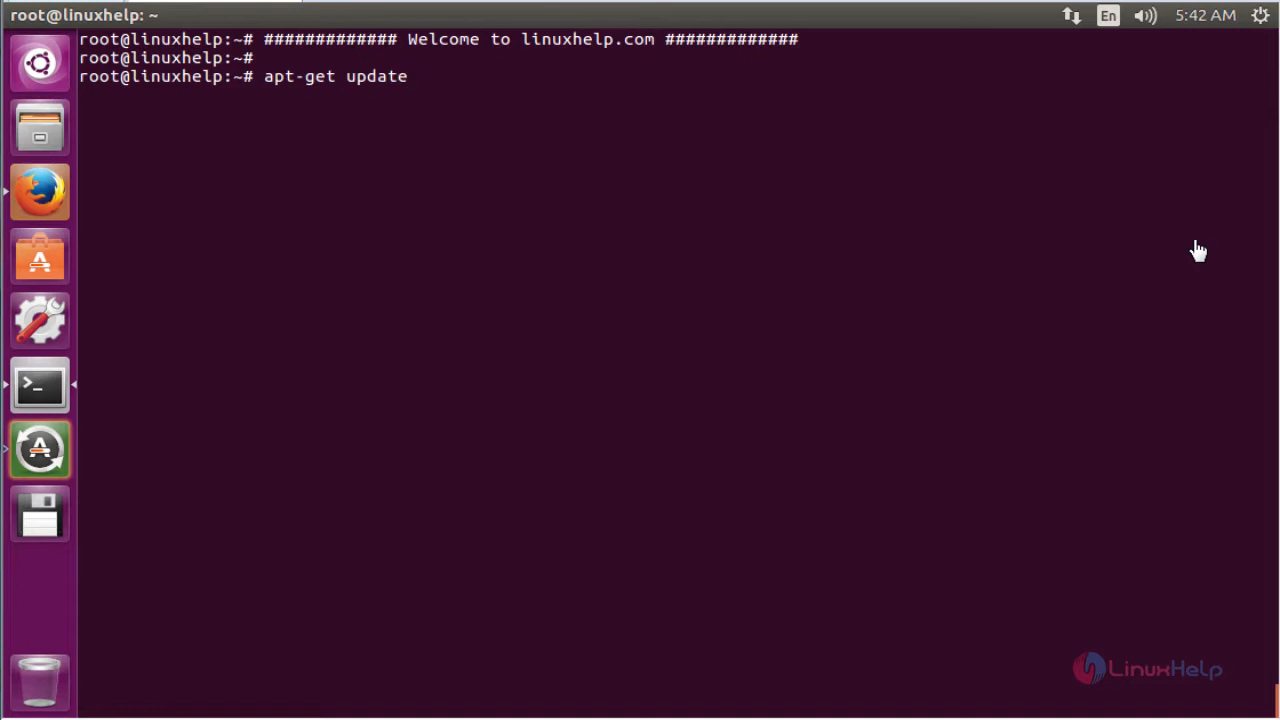 root@linuxhelp: ~
En
5:42 AM
root@linuxhelp:~# ############# Welcome to linuxhelp.com #############
root@linuxhelp:~#
root@linuxhelp:~# apt-get update
LinuxHelp